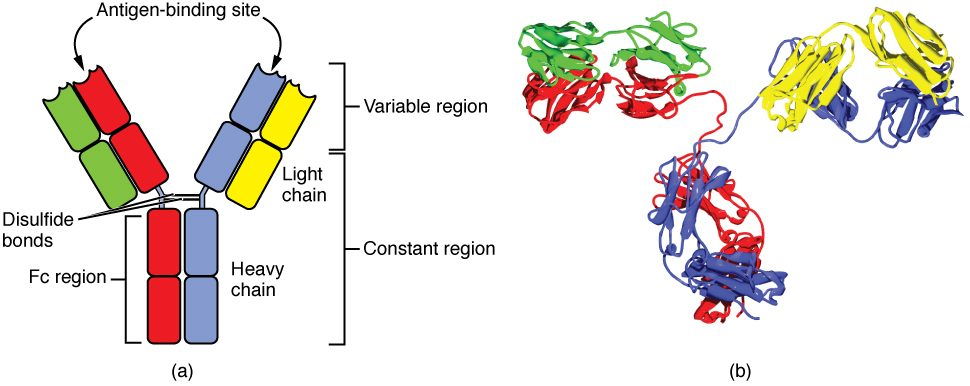 Antigen-binding site
Variable region
Light
chain
Disulfide
bonds
Constant region
Fc region
Heavy
chain
(a)
(b)